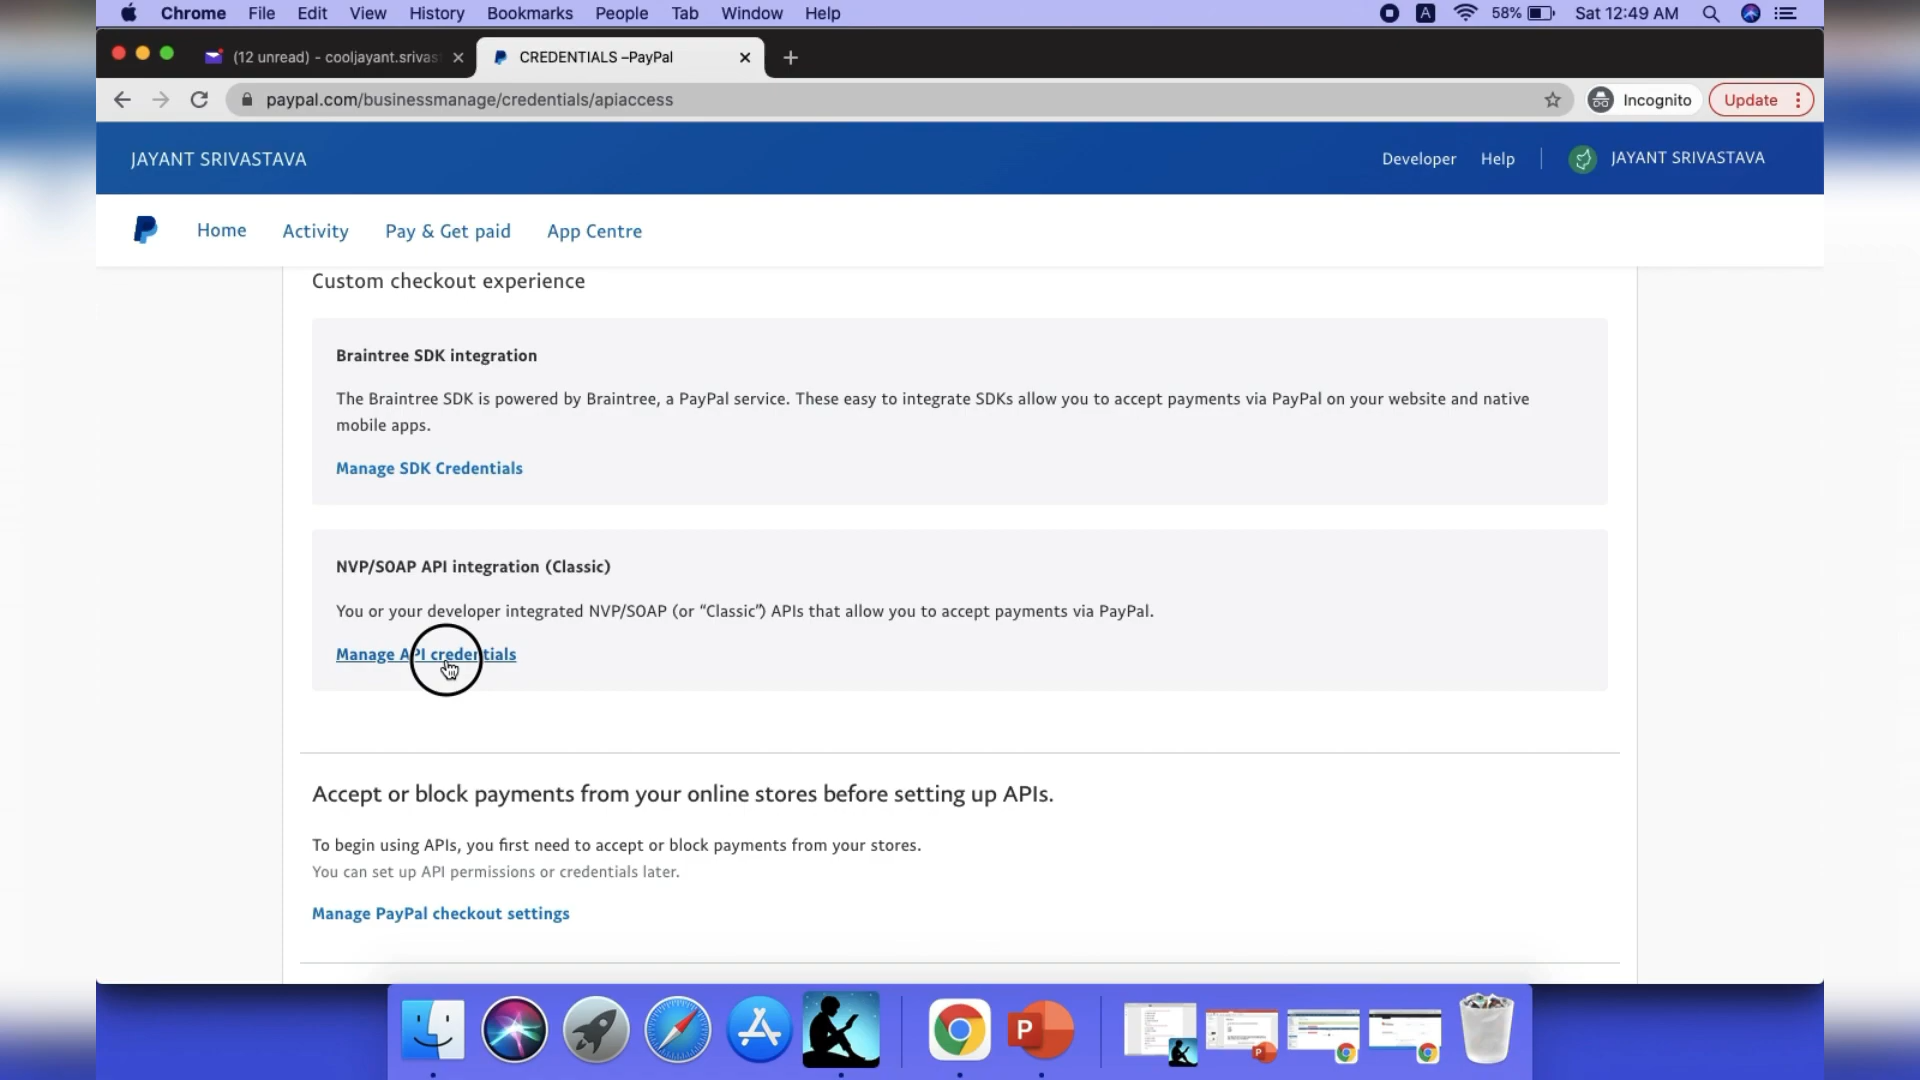 Chrome File Edit View History Bookmarks People Tab Window Help A 58% Sat 12:49 AM
(12 unread) - cooljayant.srivas CREDENTIALS –PayPal
paypal.com/businessmanage/credentials/apiaccess Incognito Update
JAYANT SRIVASTAVA Developer Help JAYANT SRIVASTAVA
Home Activity Pay & Get paid App Centre
Custom checkout experience
Braintree SDK integration
The Braintree SDK is powered by Braintree, a PayPal service. These easy to integrate SDKs allow you to accept payments via PayPal on your website and native
mobile apps.
Manage SDK Credentials
NVP/SOAP API integration (Classic)
You or your developer integrated NVP/SOAP (or “Classic”) APIs that allow you to accept payments via PayPal.
Manage API credentials
Accept or block payments from your online stores before setting up APIs.
To begin using APIs, you first need to accept or block payments from your stores.
You can set up API permissions or credentials later.
Manage PayPal checkout settings